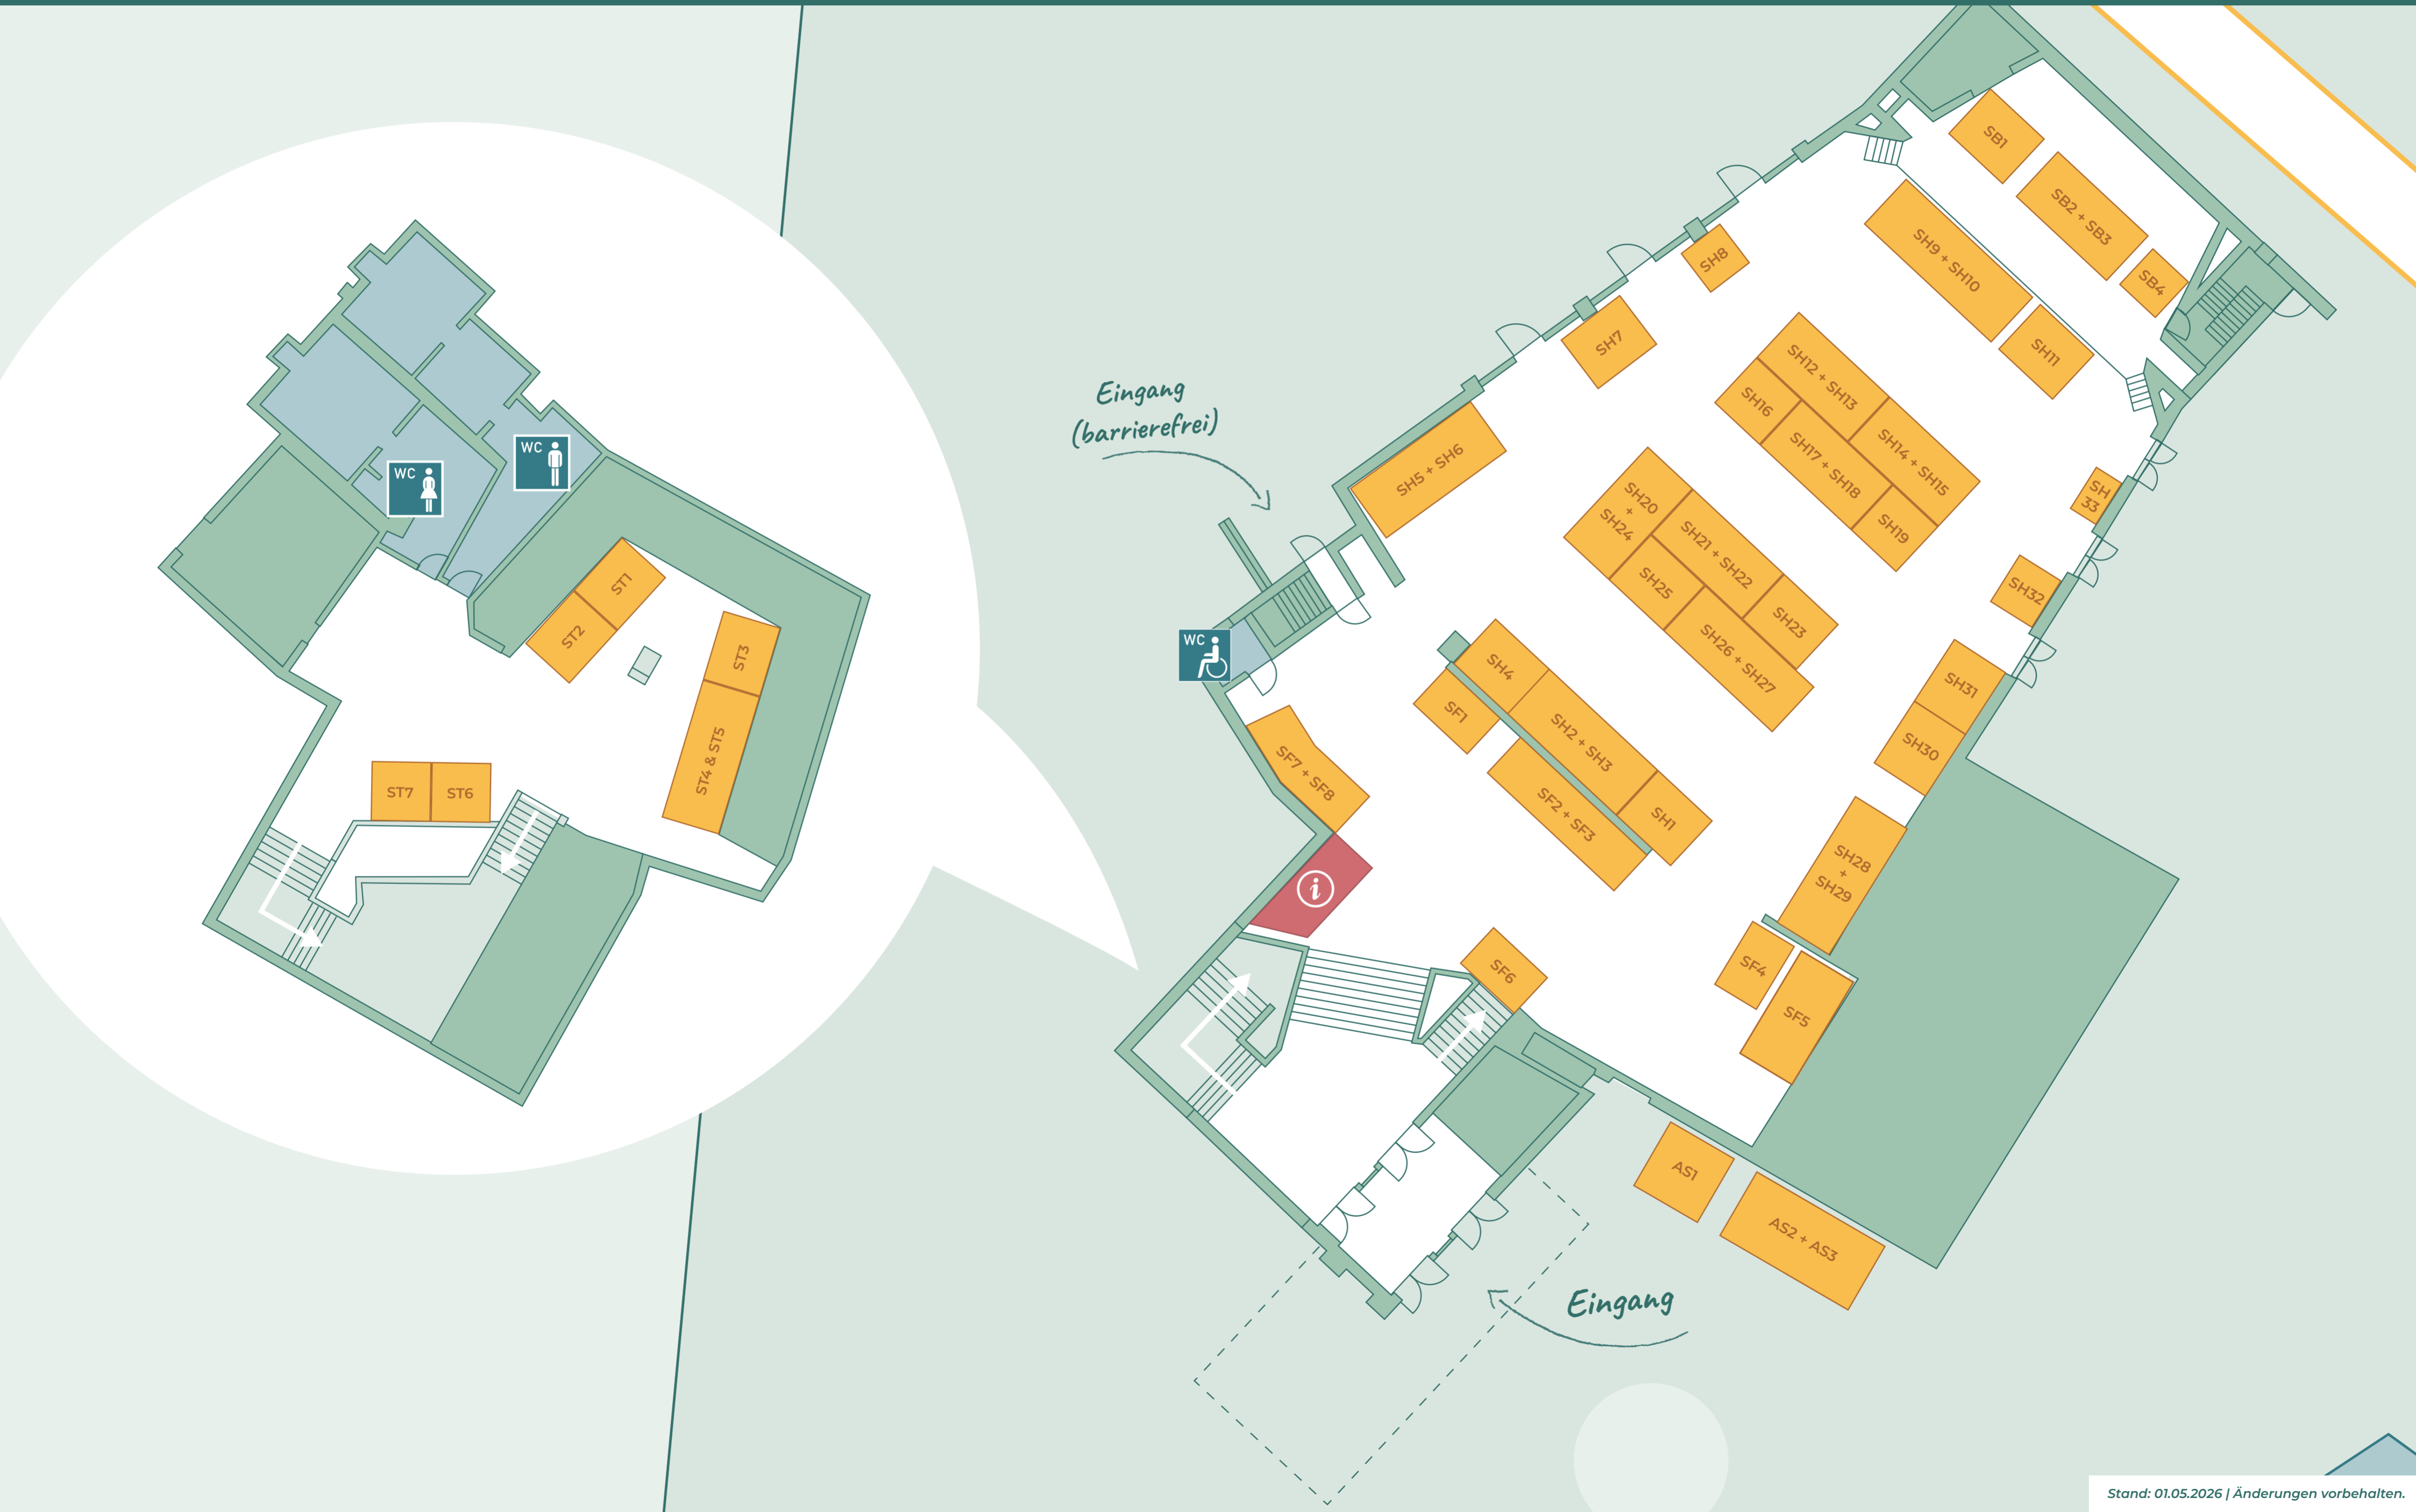 WC
WC
ST1
ST2
ST3
ST4 & ST5
ST7
ST6
Eingang
(barrierefrei)
WC
SB1
SB2 + SB3
SB4
SH8
SH9 + SH10
SH7
SH11
SH12 + SH13
SH14 + SH15
SH16
SH17 + SH18
SH19
SH5 + SH6
SH20
+
SH24
SH21 + SH22
SH23
SH25
SH26 + SH27
SH
33
SH32
SH31
SH30
SH4
SH2 + SH3
SH1
SF1
SF2 + SF3
SF7 + SF8
i
SH28
+
SH29
SF4
SF5
SF6
AS1
AS2 + AS3
Eingang
Stand: 01.05.2026 | Änderungen vorbehalten.